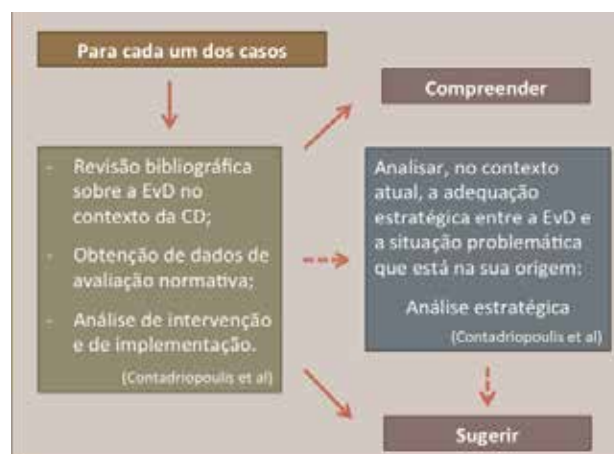 Para cada um dos casos
Compreender
- Revisão bibliográfica
sobre a EvD no
contexto da CD;
- Obtenção de dados de
avaliação normativa;
- Análise de intervenção
e de implementação.
(Contadriopoulis et al)
Analisar, no contexto
atual, a adequação
estratégica entre a EvD e
a situação problemática
que está na sua origem:
Análise estratégica
(Contadriopoulis et al)
Sugerir